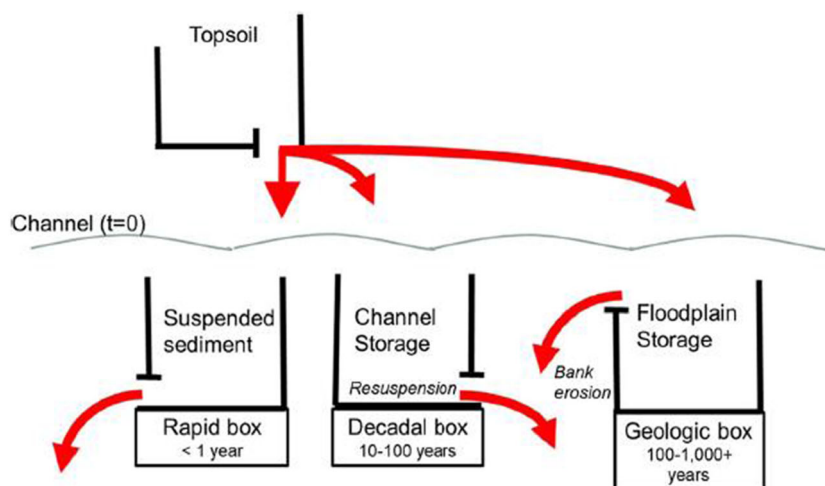 Topsoil
Channel (t=0)
Suspended
sediment
Channel
Storage
Floodplain
Storage
Resuspension
Bank
erosion
Rapid box
< 1 year
Decadal box
10-100 years
Geologic box
100-1,000+
years